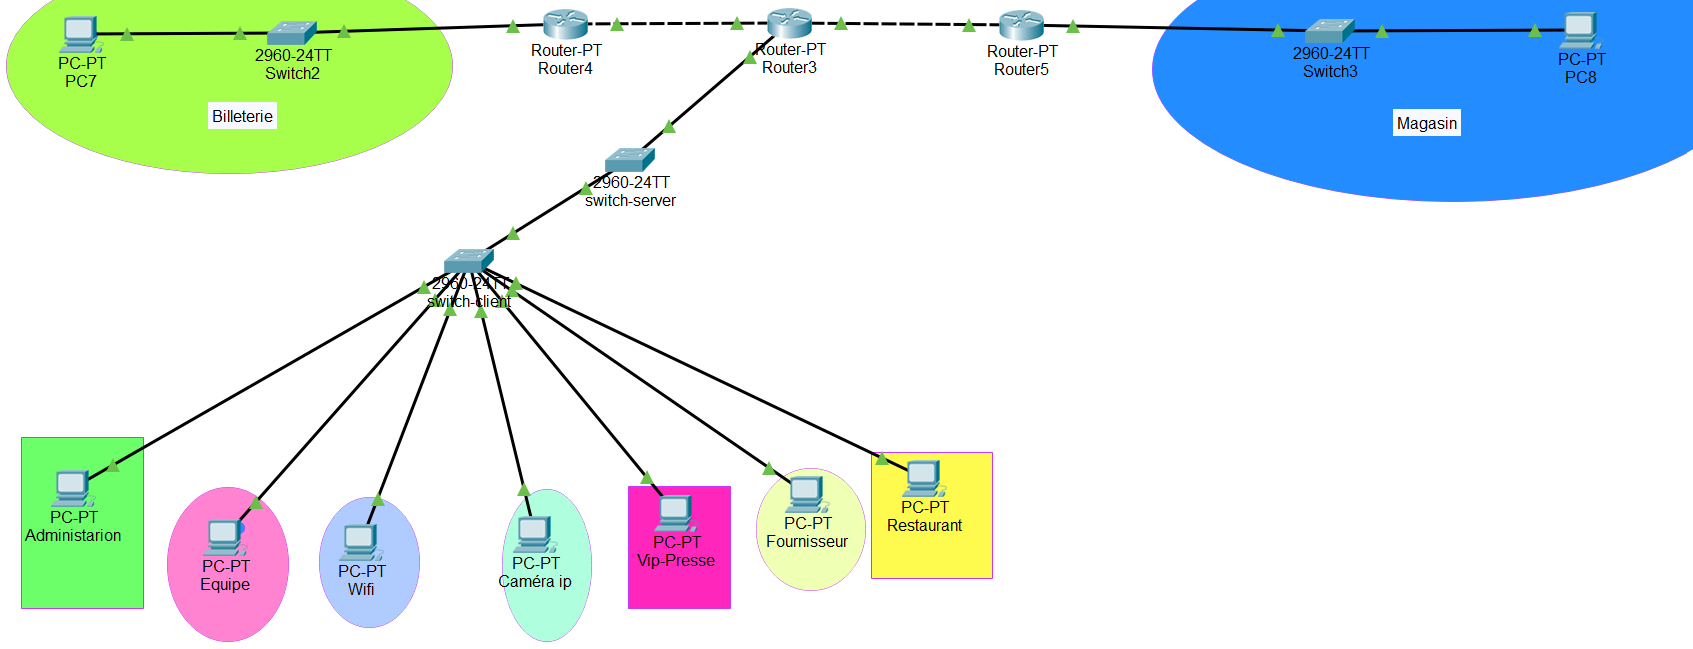 PC-PT
PC7
2960-24TT
Switch2
Billeterie
Router-PT
Router4
Router-PT
Router3
Router-PT
Router5
2960-24TT
Switch3
PC-PT
PC8
Magasin
2960-24TT
switch-server
2960-24TT
switch-client
PC-PT
Administarion
PC-PT
Equipe
PC-PT
Wifi
PC-PT
Caméra ip
PC-PT
Vip-Presse
PC-PT
Fournisseur
PC-PT
Restaurant